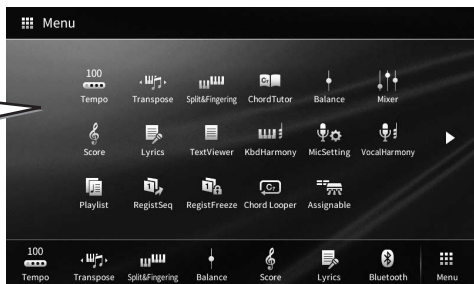 Menu
100
Tempo Transpose Split&Fingering ChordTutor Balance Mixer
Score Lyrics TextViewer KbdHarmony MicSetting VocalHarmony
Playlist RegistSeq RegistFreeze Chord Looper Assignable
100
Tempo Transpose Split&Fingering Balance Score Lyrics Bluetooth Menu